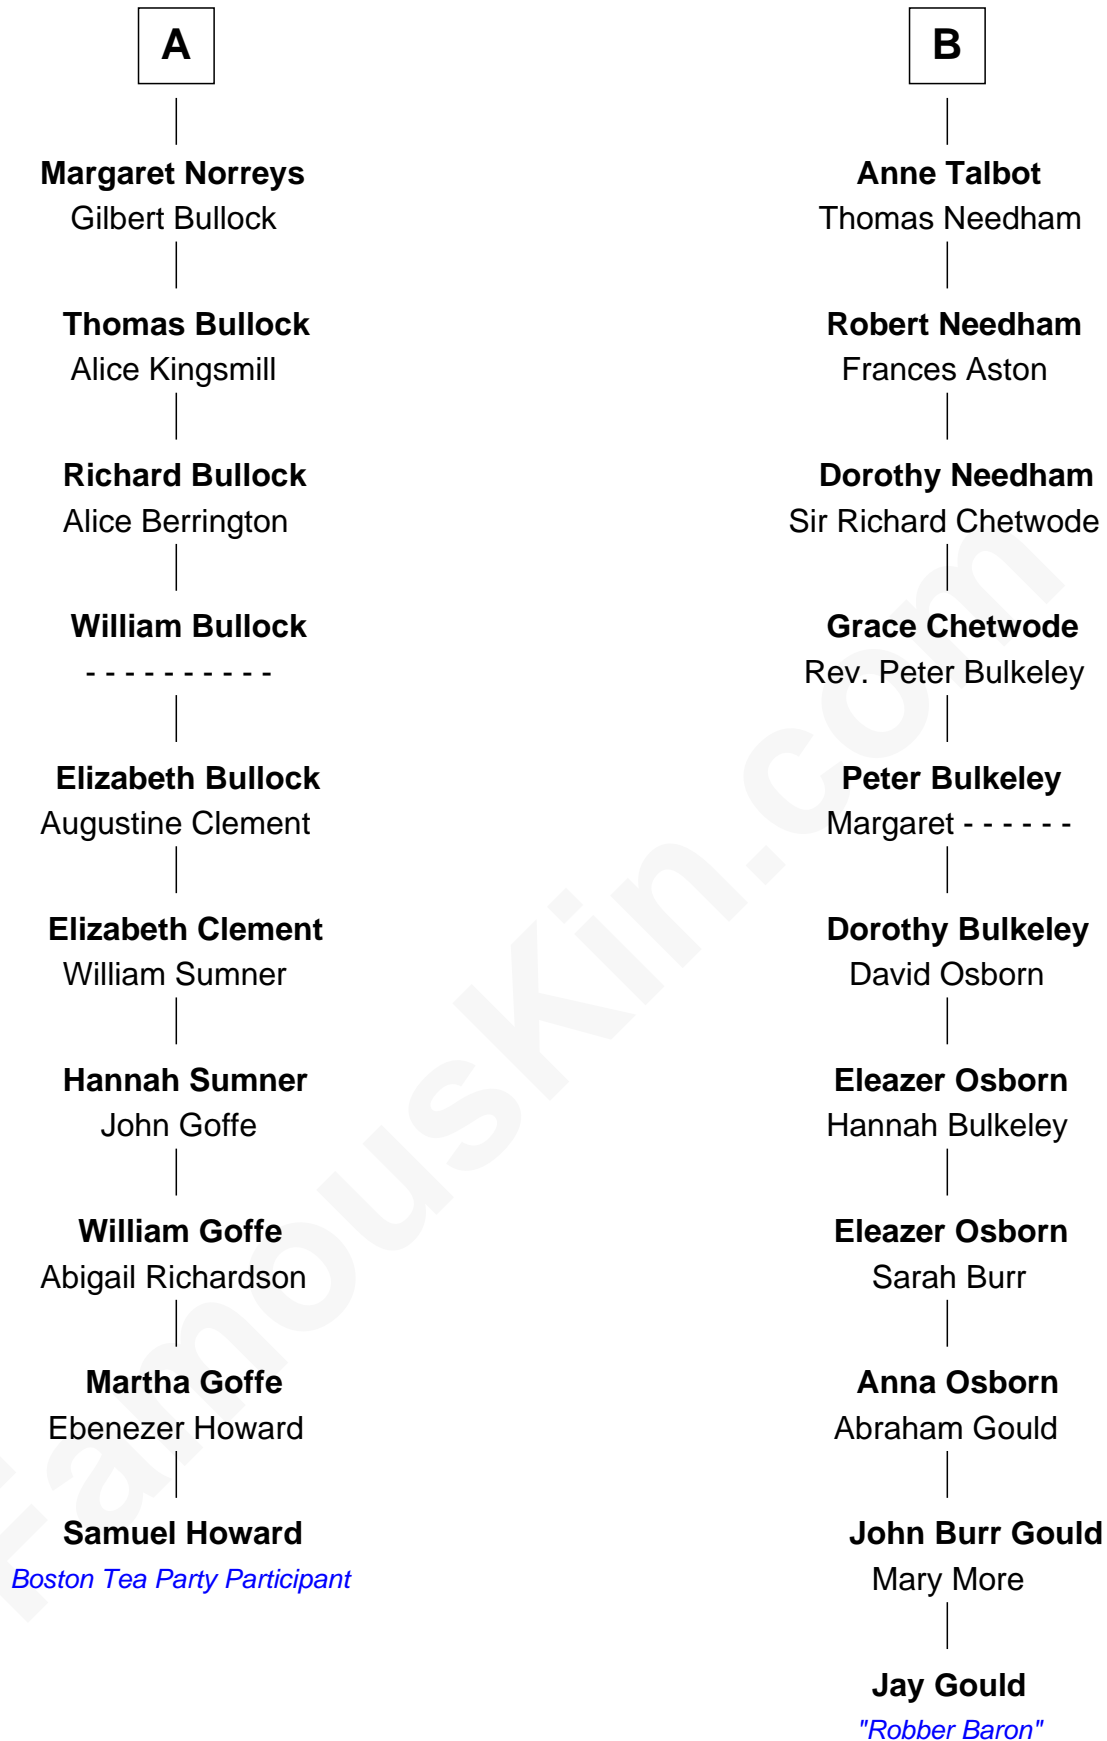 A
Margaret Norreys
Gilbert Bullock
Thomas Bullock
Alice Kingsmill
Richard Bullock
Alice Berrington
William Bullock
- - - - - - - - - -
Elizabeth Bullock
Augustine Clement
Elizabeth Clement
William Sumner
Hannah Sumner
John Goffe
William Goffe
Abigail Richardson
Martha Goffe
Ebenezer Howard
Samuel Howard
Boston Tea Party Participant
B
Anne Talbot
Thomas Needham
Robert Needham
Frances Aston
Dorothy Needham
Sir Richard Chetwode
Grace Chetwode
Rev. Peter Bulkeley
Peter Bulkeley
Margaret - - - - - -
Dorothy Bulkeley
David Osborn
Eleazer Osborn
Hannah Bulkeley
Eleazer Osborn
Sarah Burr
Anna Osborn
Abraham Gould
John Burr Gould
Mary More
Jay Gould
"Robber Baron"
FamousKin.com